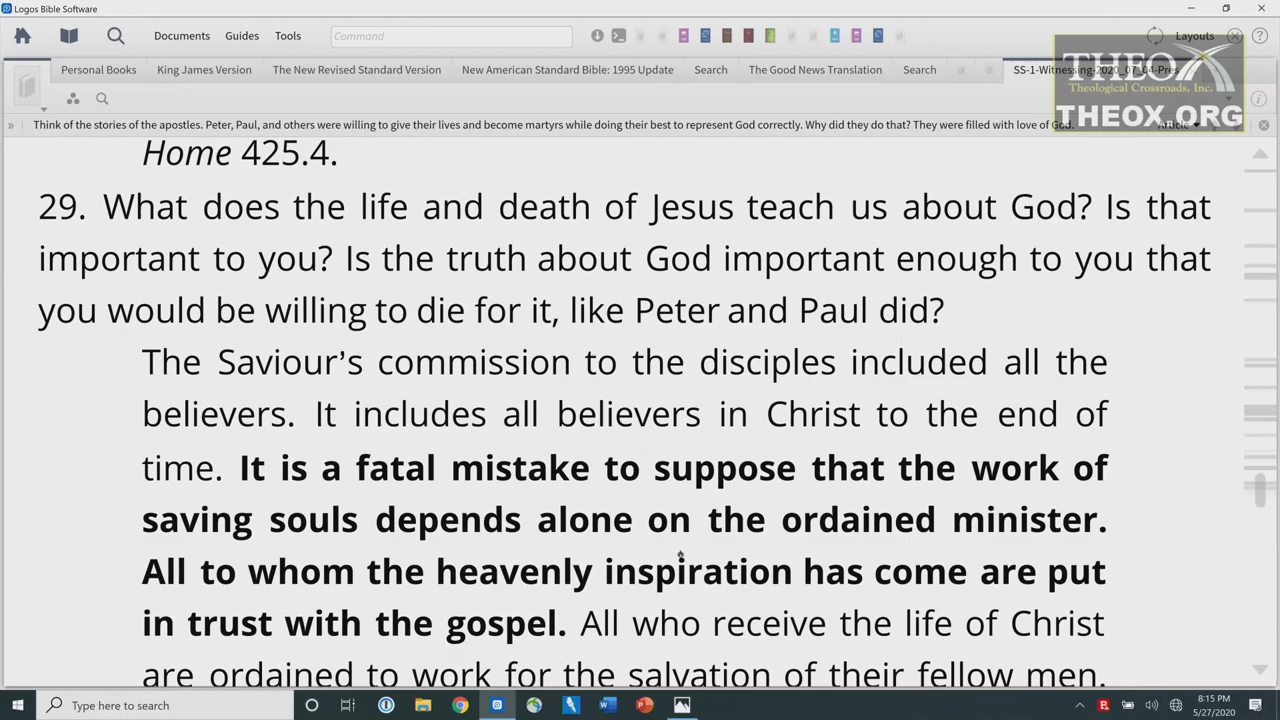 Logos Bible Software
Documents Guides Tools Command Layouts
THEOX
Theological Crossroads, Inc.
THEOX.ORG
Personal Books King James Version The New Revised New American Standard Bible: 1995 Update Search The Good News Translation Search SS-1-Witnessing-2020_07_04-Pres
» Think of the stories of the apostles. Peter, Paul, and others were willing to give their lives and become martyrs while doing their best to represent God correctly. Why did they do that? They were filled with love of God. Article
Home 425.4.
29. What does the life and death of Jesus teach us about God? Is that
important to you? Is the truth about God important enough to you that
you would be willing to die for it, like Peter and Paul did?
The Saviour’s commission to the disciples included all the
believers. It includes all believers in Christ to the end of
time. It is a fatal mistake to suppose that the work of
saving souls depends alone on the ordained minister.
All to whom the heavenly inspiration has come are put
in trust with the gospel. All who receive the life of Christ
are ordained to work for the salvation of their fellow men.
Type here to search
8:15 PM
5/27/2020